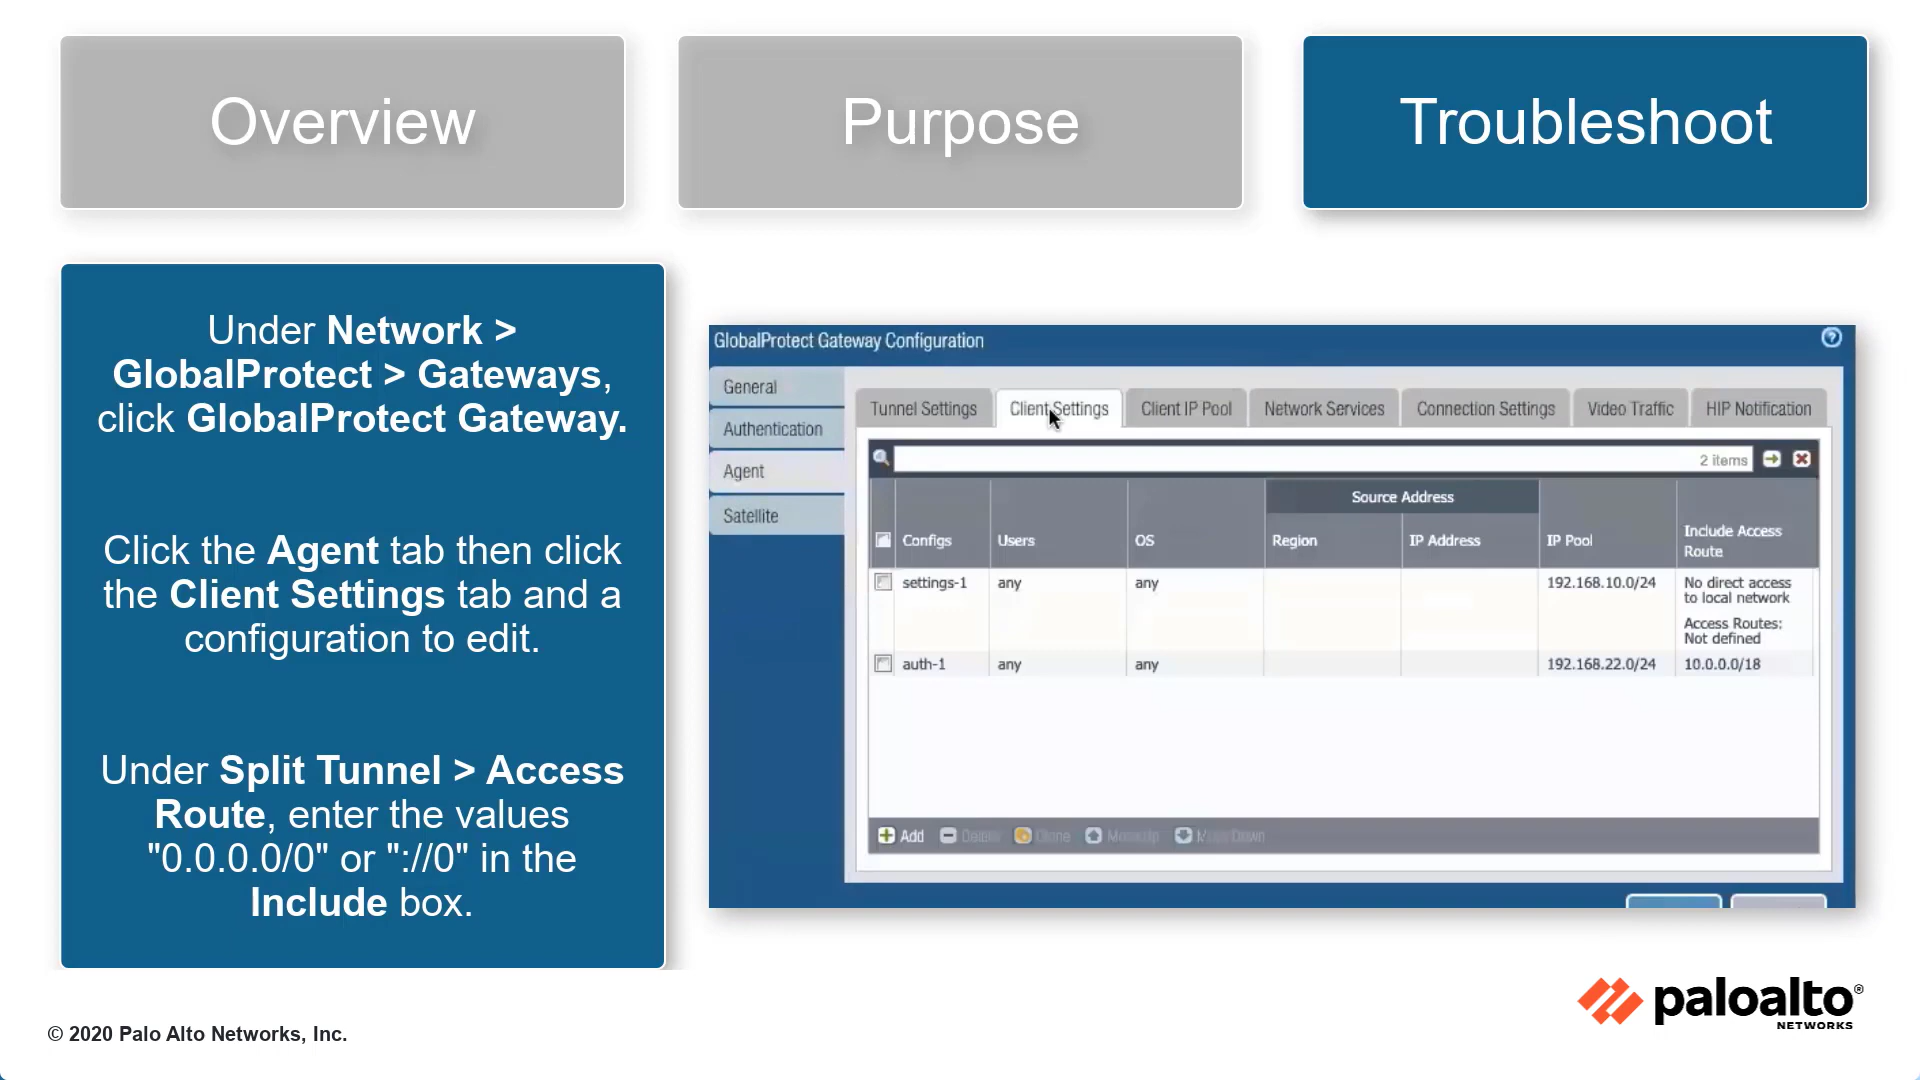 Overview
Purpose
Troubleshoot
Under Network >
GlobalProtect > Gateways,
click GlobalProtect Gateway.
Click the Agent tab then click
the Client Settings tab and a
configuration to edit.
Under Split Tunnel > Access
Route, enter the values
"0.0.0.0/0" or "://0" in the
Include box.
GlobalProtect Gateway Configuration
General
Authentication
Agent
Satellite
Tunnel Settings
Client Settings
Client IP Pool
Network Services
Connection Settings
Video Traffic
HIP Notification
2 items
Source Address
Configs
Users
OS
Region
IP Address
IP Pool
Include Access
Route
settings-1
any
any
192.168.10.0/24
No direct access
to local network
Access Routes:
Not defined
auth-1
any
any
192.168.22.0/24
10.0.0.0/18
Add
Delete
Clone
Move Up
Move Down
paloalto®
NETWORKS
© 2020 Palo Alto Networks, Inc.